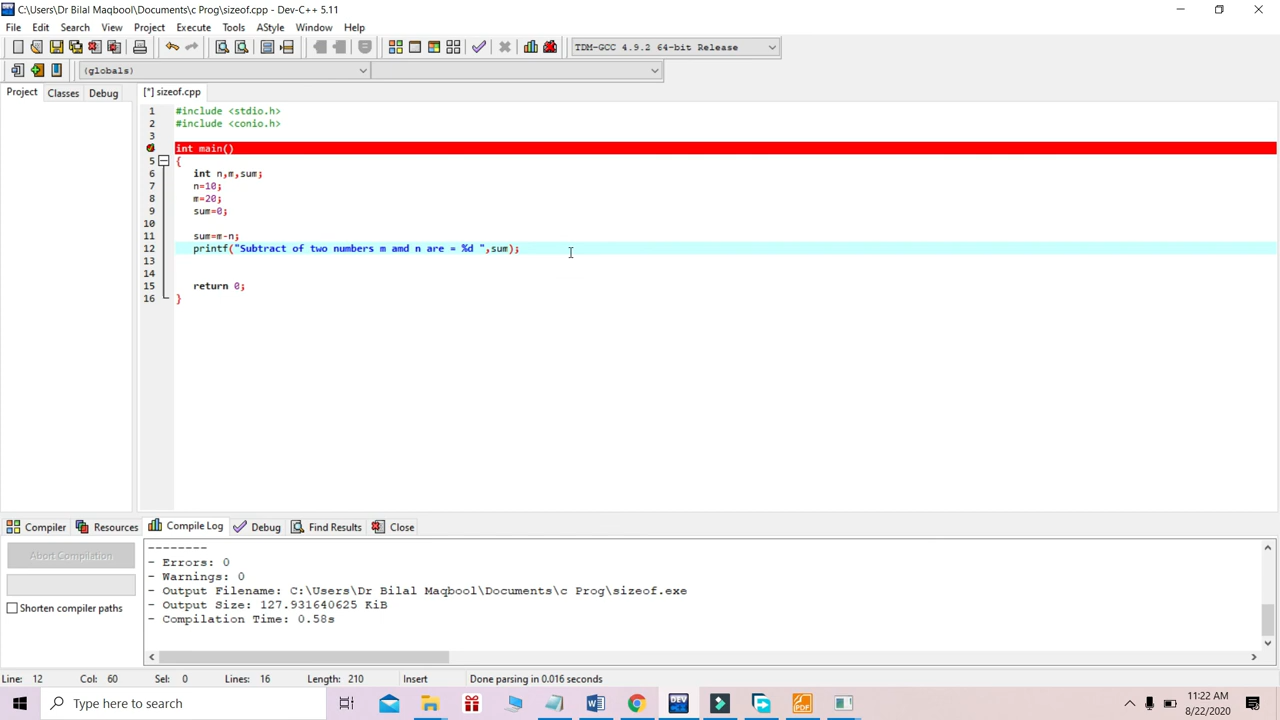 C:\Users\Dr Bilal Maqbool\Documents\c Prog\sizeof.cpp - Dev-C++ 5.11
File Edit Search View Project Execute Tools AStyle Window Help
TDM-GCC 4.9.2 64-bit Release
(globals)
Project Classes Debug
[*] sizeof.cpp
1 #include <stdio.h>
2 #include <conio.h>
3
int main()
5 {
6 int n,m,sum;
7 n=10;
8 m=20;
9 sum=0;
10
11 sum=m-n;
12 printf("Subtract of two numbers m amd n are = %d ",sum);
13
14
15 return 0;
16 }
Compiler Resources Compile Log Debug Find Results Close
Abort Compilation
Shorten compiler paths
--------
- Errors: 0
- Warnings: 0
- Output Filename: C:\Users\Dr Bilal Maqbool\Documents\c Prog\sizeof.exe
- Output Size: 127.931640625 KiB
- Compilation Time: 0.58s
Line: 12 Col: 60 Sel: 0 Lines: 16 Length: 210 Insert Done parsing in 0.016 seconds
Type here to search
11:22 AM
8/22/2020